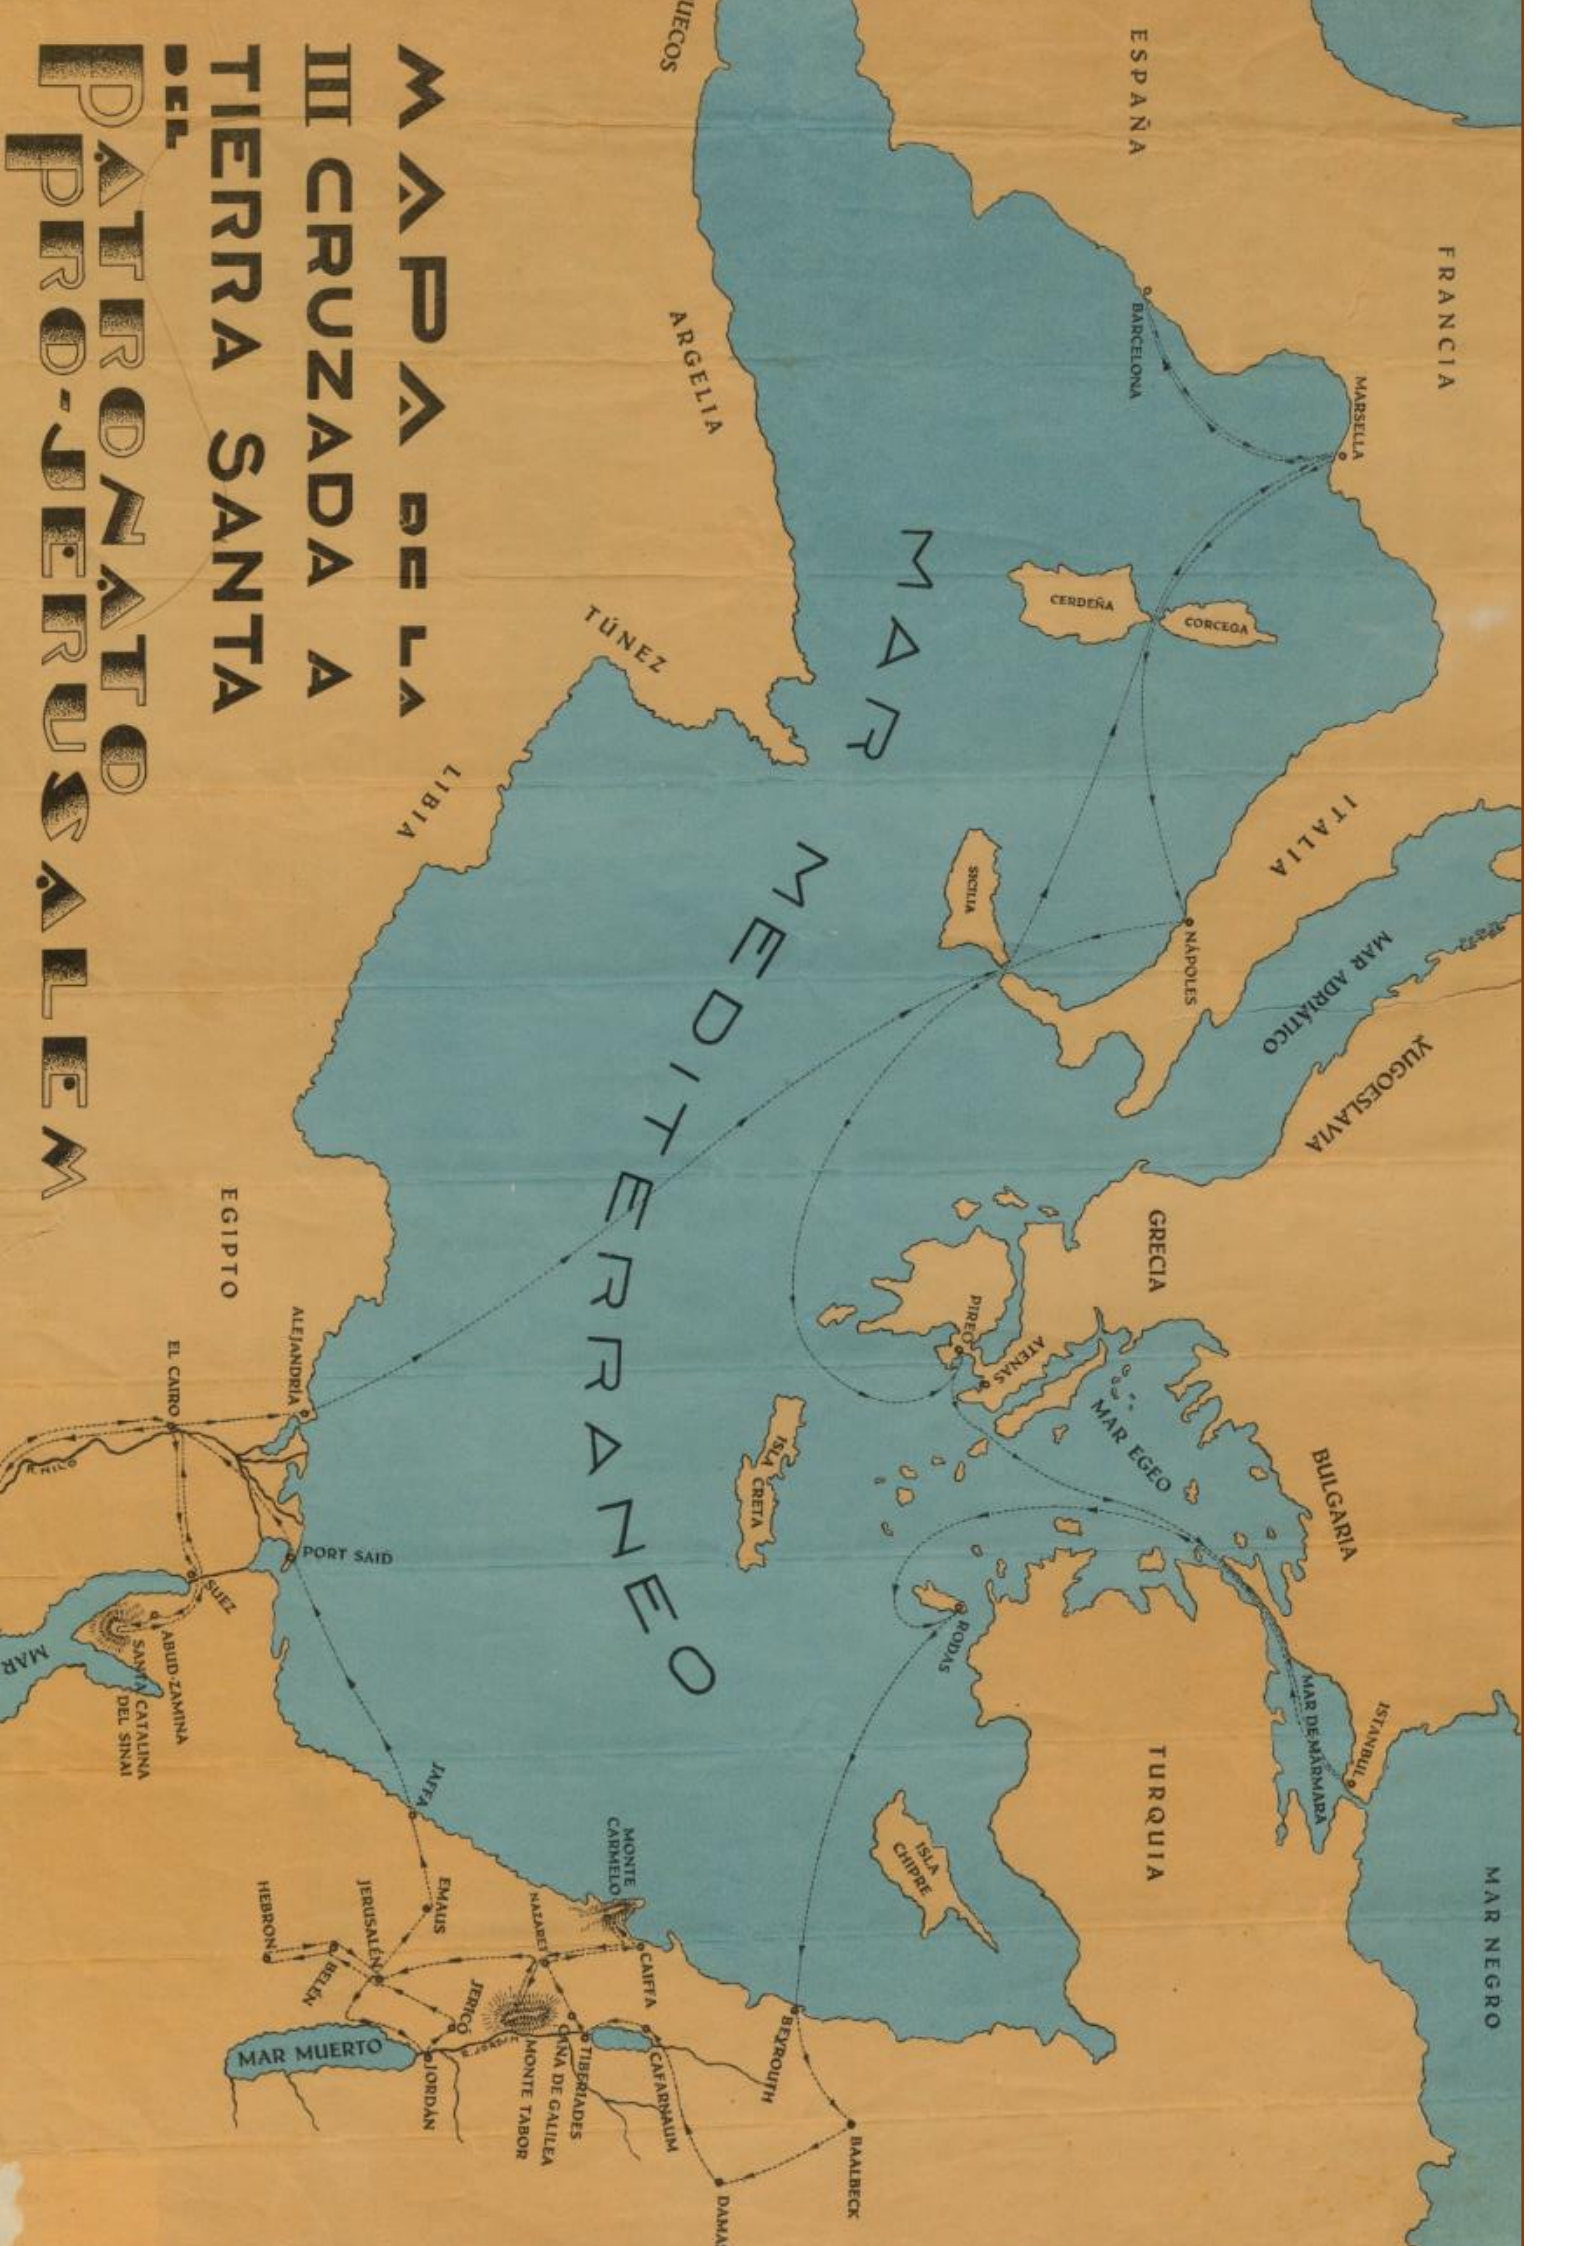 MAPA DE LA
III CRUZADA A
TIERRA SANTA
DEL
PATRONATO
PRO-JERUSALEM
FRANCIA
ESPAÑA
MARSELLA
BARCELONA
UECOS
ARGELIA
TÚNEZ
LIBIA
EGIPTO
MAR MEDITERRANEO
CORCEGA
CERDEÑA
SICILIA
ITALIA
NÁPOLES
MAR ADRIÁTICO
YUGOESLAVIA
GRECIA
PIREO
ATENAS
MAR EGEO
BULGARIA
ISLA
CRETA
RODAS
ISTANBUL
MAR DE MÁRMARA
MAR NEGRO
TURQUIA
ISLA
CHIPRE
BEYROUTH
BAALBECK
DAMA
CAFARNAUM
TIBERIADES
CANA DE GALILEA
MONTE TABOR
CAIFFA
MONTE
CARMELO
NAZARET
R. JORDAN
JERICÓ
JORDÁN
EMAUS
JERUSALÉN
BELÉN
HEBRON
MAR MUERTO
JAFFA
PORT SAID
ALEJANDRÍA
EL CAIRO
R. NILO
SUEZ
ABUD-ZAMINA
SANTA CATALINA
DEL SINAI
MAR